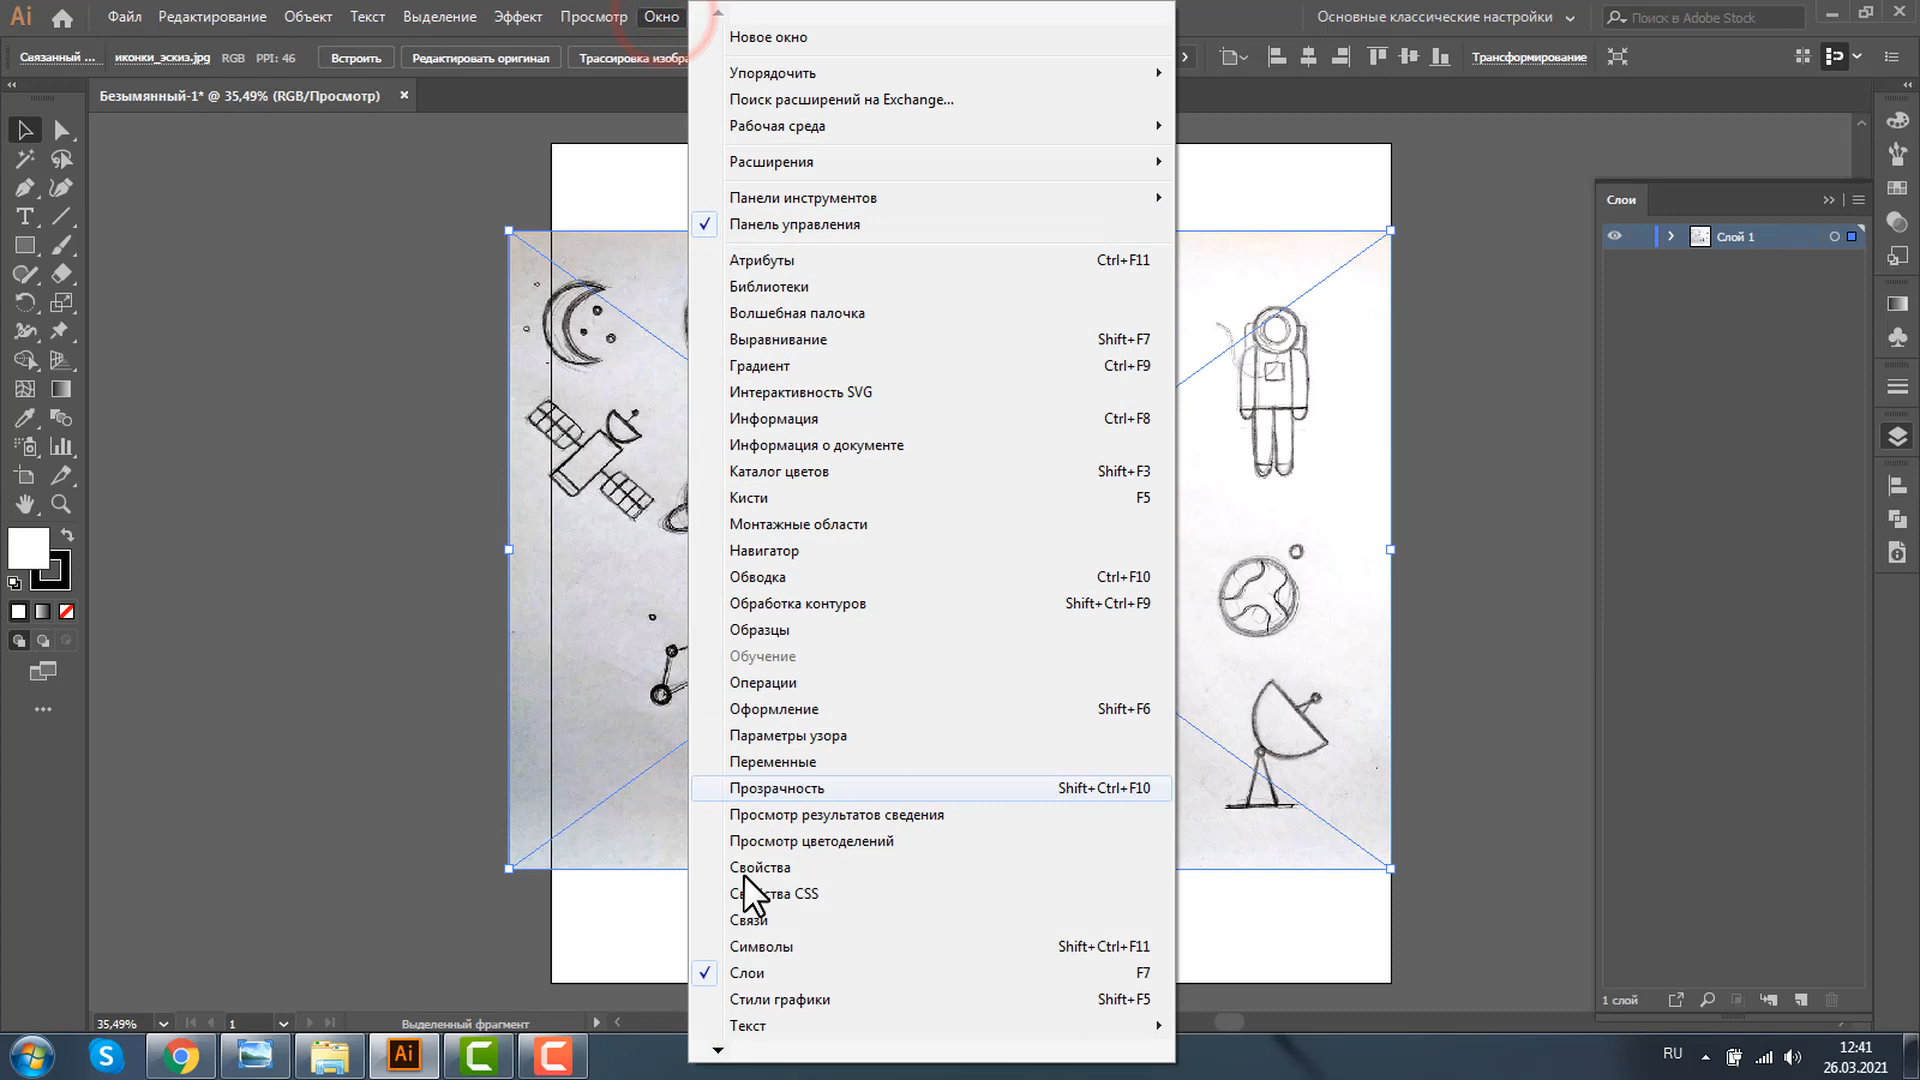 Ai Файл Редактирование Объект Текст Выделение Эффект Просмотр Окно Основные классические настройки Поиск в Adobe Stock
Связанный ... иконки_эскиз.jpg RGB PPI: 46 Встроить Редактировать оригинал Трассировка изобра Трансформирование
Безымянный-1* @ 35,49% (RGB/Просмотр)
Новое окно
Упорядочить
Поиск расширений на Exchange...
Рабочая среда
Расширения
Панели инструментов
Панель управления
Атрибуты Ctrl+F11
Библиотеки
Волшебная палочка
Выравнивание Shift+F7
Градиент Ctrl+F9
Интерактивность SVG
Информация Ctrl+F8
Информация о документе
Каталог цветов Shift+F3
Кисти F5
Монтажные области
Навигатор
Обводка Ctrl+F10
Обработка контуров Shift+Ctrl+F9
Образцы
Обучение
Операции
Оформление Shift+F6
Параметры узора
Переменные
Прозрачность Shift+Ctrl+F10
Просмотр результатов сведения
Просмотр цветоделений
Свойства
Свойства CSS
Связи
Символы Shift+Ctrl+F11
Слои F7
Стили графики Shift+F5
Текст
Слои
Слой 1
1 слой
35,49% 1 Выделенный фрагмент
Ai
RU
12:41
26.03.2021